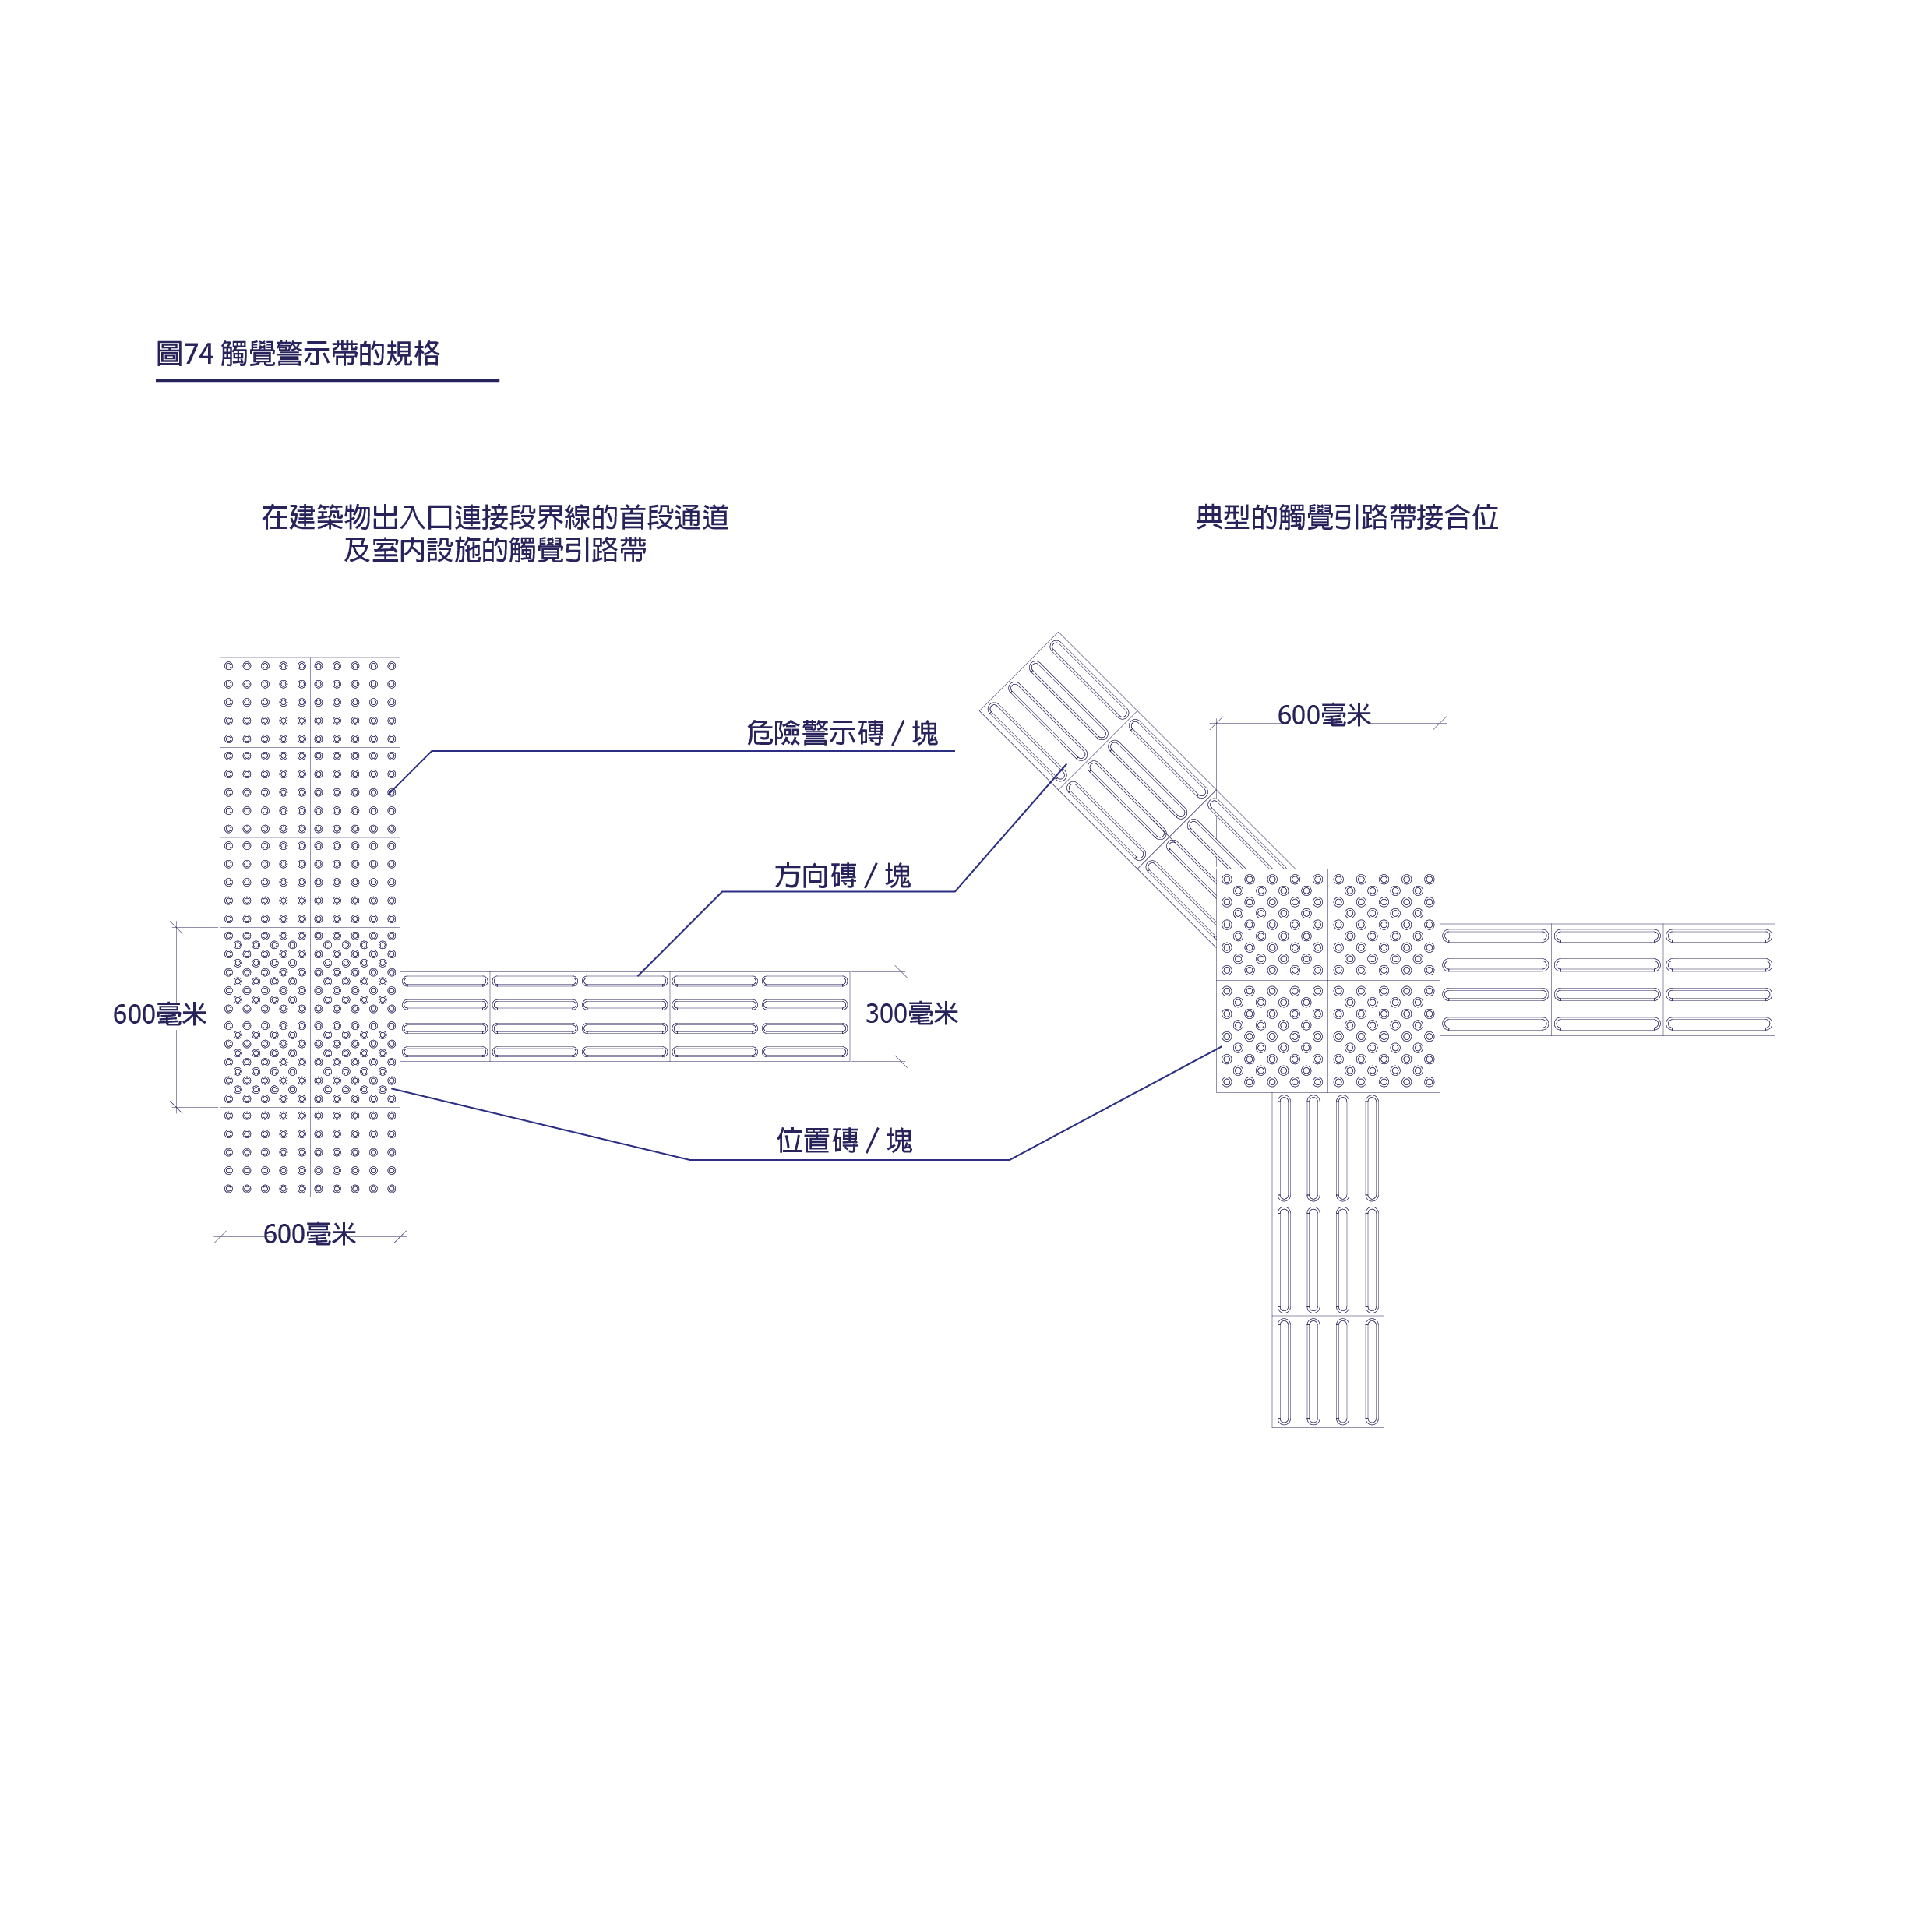 圖74 觸覺警示帶的規格
在建築物出入口連接段界線的首段通道
及室內設施的觸覺引路帶
典型的觸覺引路帶接合位
600毫米
危險警示磚 / 塊
方向磚 / 塊
600毫米
300毫米
位置磚 / 塊
600毫米